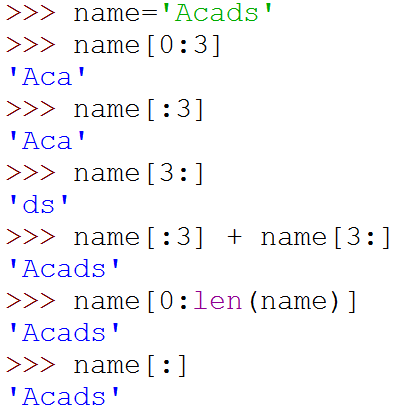 >>> name='Acads'
>>> name[0:3]
'Aca'
>>> name[:3]
'Aca'
>>> name[3:]
'ds'
>>> name[:3] + name[3:]
'Acads'
>>> name[0:len(name)]
'Acads'
>>> name[:]
'Acads'